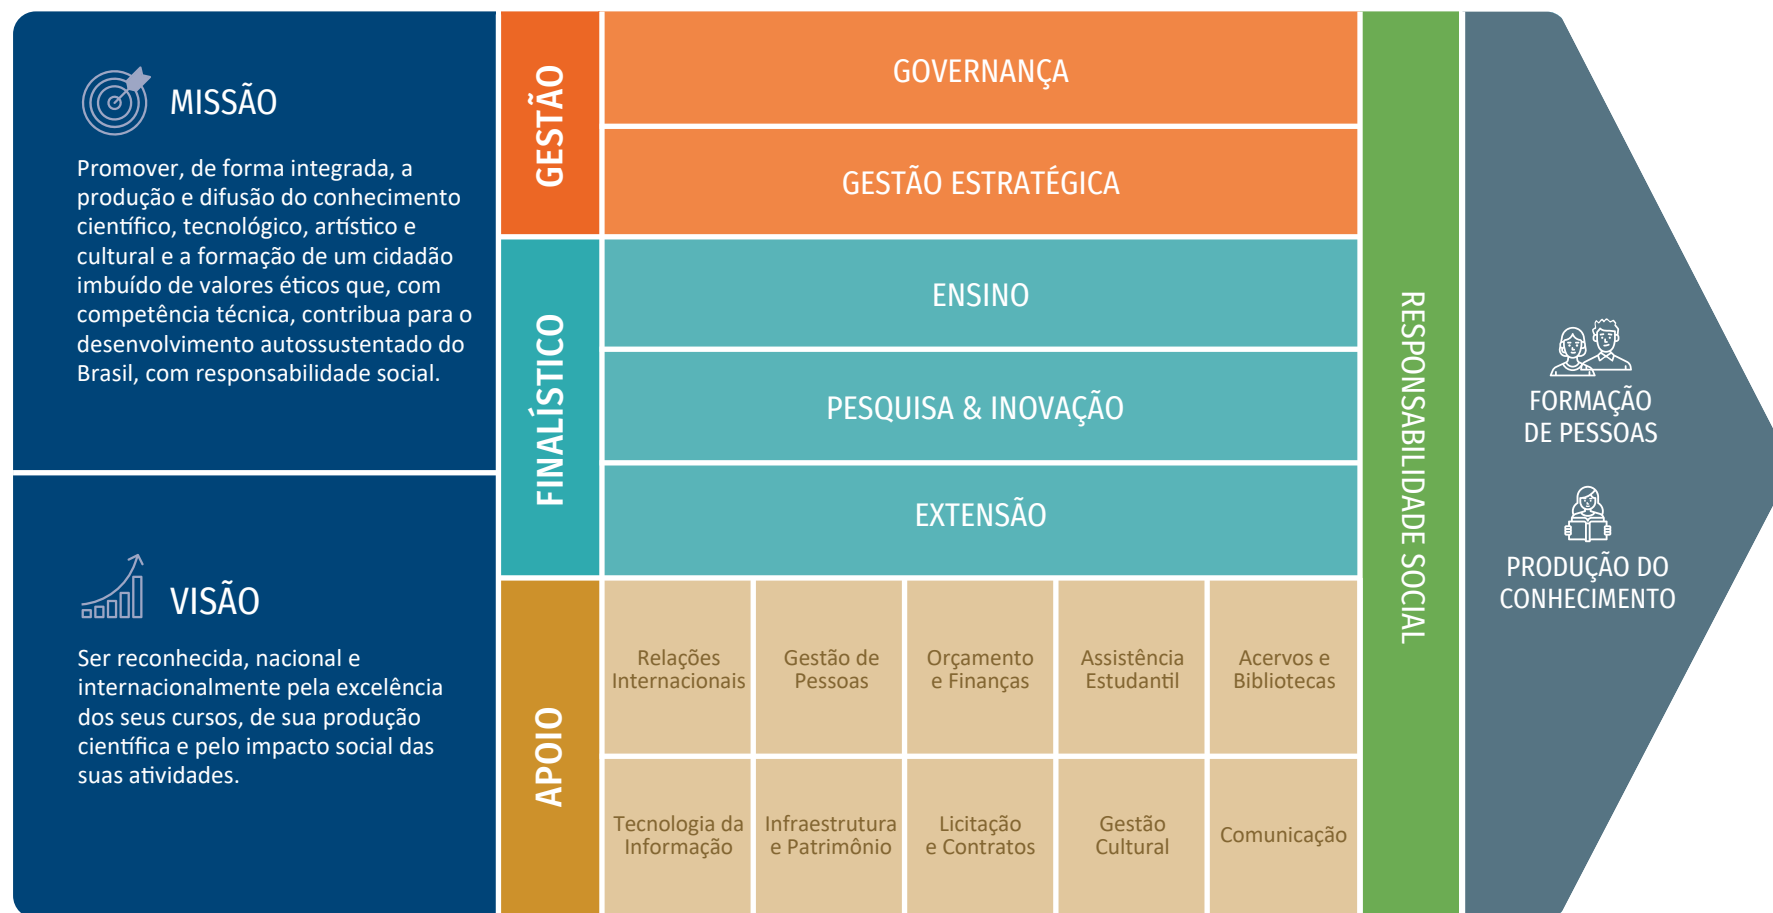 MISSÃO
Promover, de forma integrada, a
produção e difusão do conhecimento
científico, tecnológico, artístico e
cultural e a formação de um cidadão
imbuído de valores éticos que, com
competência técnica, contribua para o
desenvolvimento autossustentado do
Brasil, com responsabilidade social.
VISÃO
Ser reconhecida, nacional e
internacionalmente pela excelência
dos seus cursos, de sua produção
científica e pelo impacto social das
suas atividades.
GESTÃO
GOVERNANÇA
GESTÃO ESTRATÉGICA
FINALÍSTICO
ENSINO
PESQUISA & INOVAÇÃO
EXTENSÃO
APOIO
Relações
Internacionais
Gestão de
Pessoas
Orçamento
e Finanças
Assistência
Estudantil
Acervos e
Bibliotecas
Tecnologia da
Informação
Infraestrutura
e Patrimônio
Licitação
e Contratos
Gestão
Cultural
Comunicação
RESPONSABILIDADE SOCIAL
FORMAÇÃO
DE PESSOAS
PRODUÇÃO DO
CONHECIMENTO